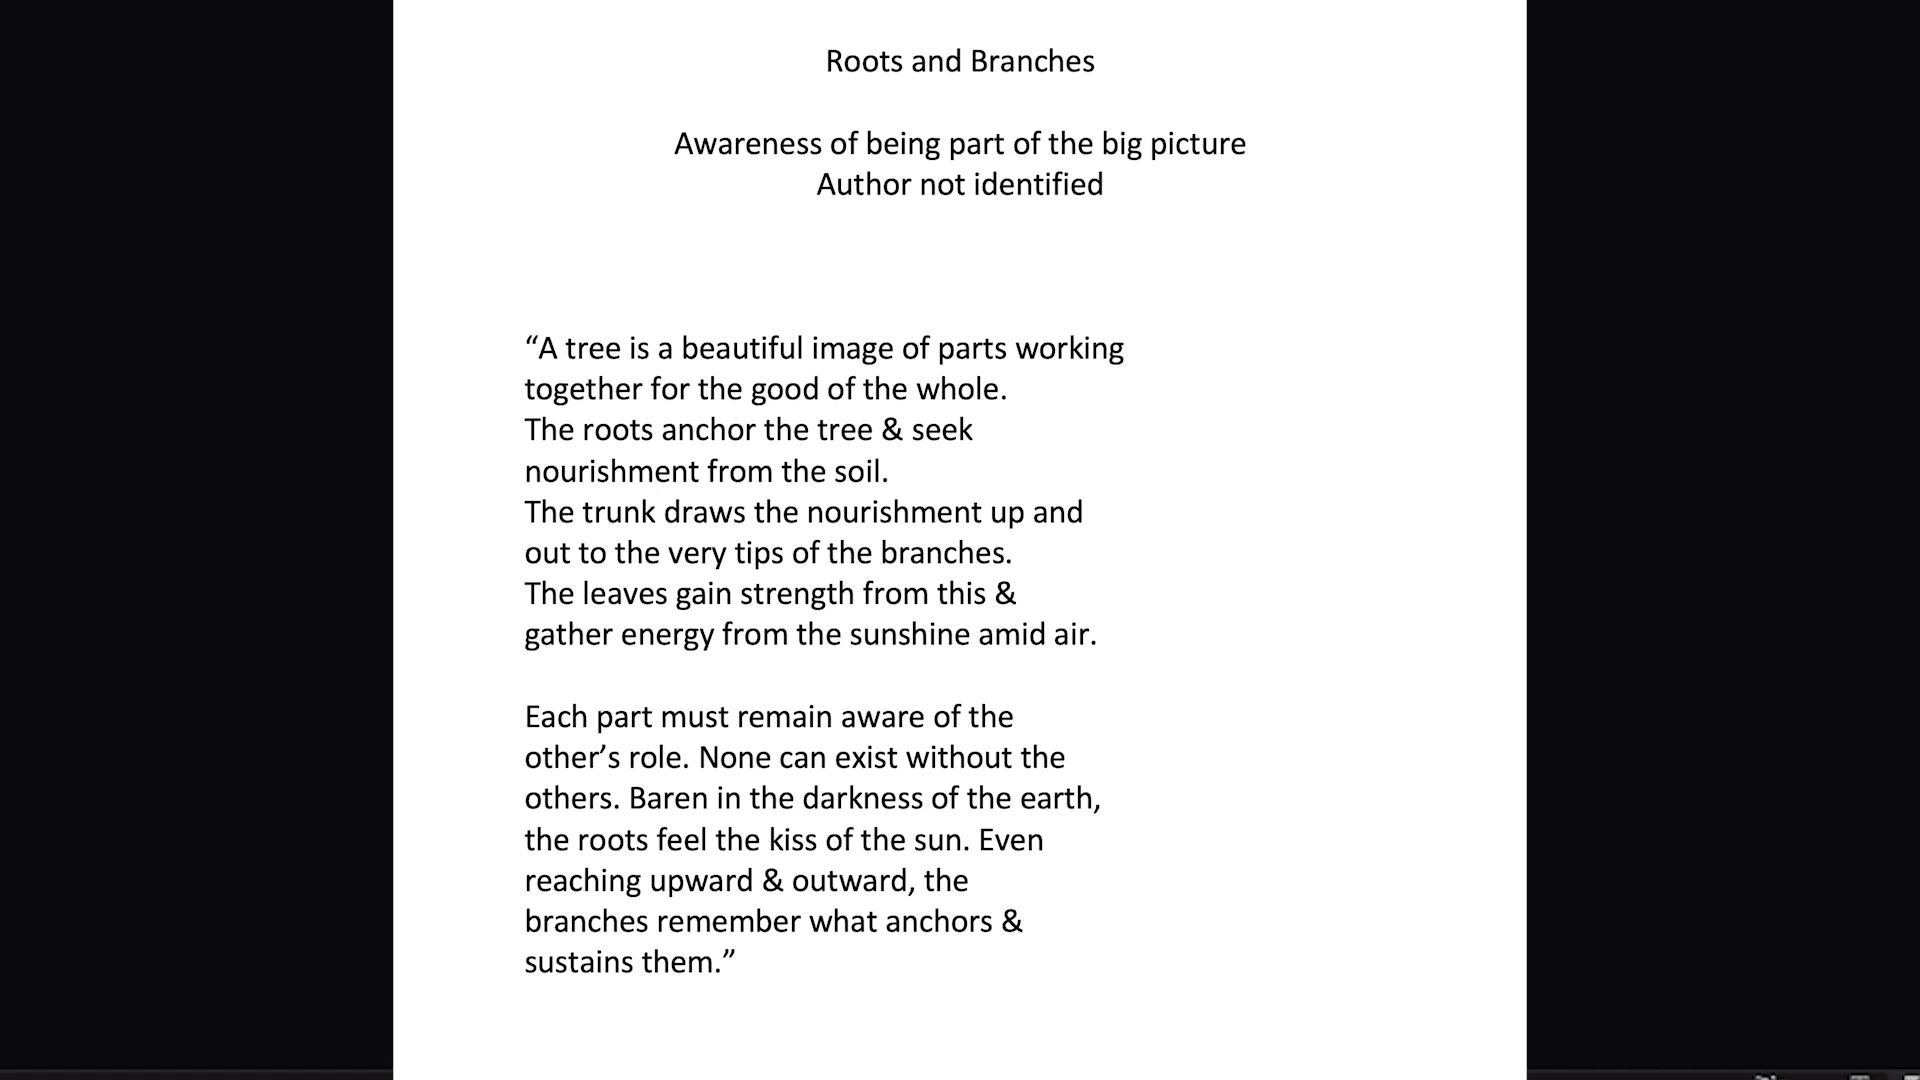 Roots and Branches
Awareness of being part of the big picture
Author not identified
“A tree is a beautiful image of parts working
together for the good of the whole.
The roots anchor the tree & seek
nourishment from the soil.
The trunk draws the nourishment up and
out to the very tips of the branches.
The leaves gain strength from this &
gather energy from the sunshine amid air.
Each part must remain aware of the
other’s role. None can exist without the
others. Baren in the darkness of the earth,
the roots feel the kiss of the sun. Even
reaching upward & outward, the
branches remember what anchors &
sustains them.”